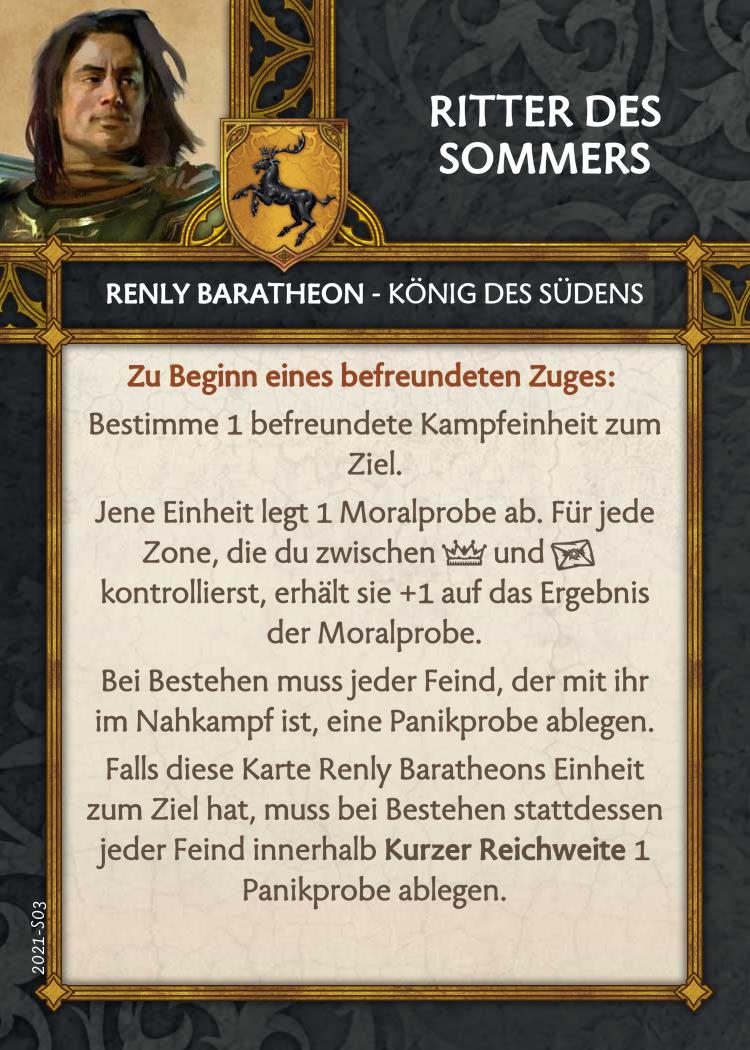 RITTER DES
SOMMERS
RENLY BARATHEON - KÖNIG DES SÜDENS
Zu Beginn eines befreundeten Zuges:
Bestimme 1 befreundete Kampfeinheit zum
Ziel.
Jene Einheit legt 1 Moralprobe ab. Für jede
Zone, die du zwischen und
kontrollierst, erhält sie +1 auf das Ergebnis
der Moralprobe.
Bei Bestehen muss jeder Feind, der mit ihr
im Nahkampf ist, eine Panikprobe ablegen.
Falls diese Karte Renly Baratheons Einheit
zum Ziel hat, muss bei Bestehen stattdessen
jeder Feind innerhalb Kurzer Reichweite 1
Panikprobe ablegen.
2021-S03